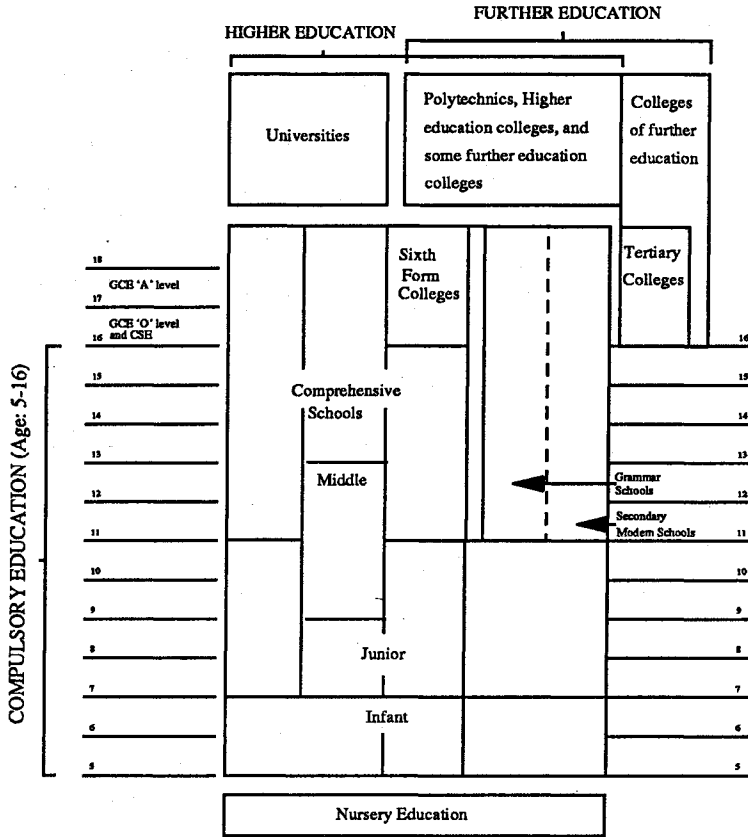 FURTHER EDUCATION
HIGHER EDUCATION
Universities
Polytechnics, Higher
education colleges, and
some further education
colleges
Colleges
of further
education
Sixth
Form
Colleges
Tertiary
Colleges
18
GCE 'A' level
17
GCE 'O' level
and CSE
16
15
14
13
12
11
10
9
8
7
6
5
COMPULSORY EDUCATION (Age: 5-16)
Comprehensive
Schools
Middle
Junior
Infant
Grammar
Schools
Secondary
Modern Schools
16
15
14
13
12
11
10
9
8
7
6
5
Nursery Education